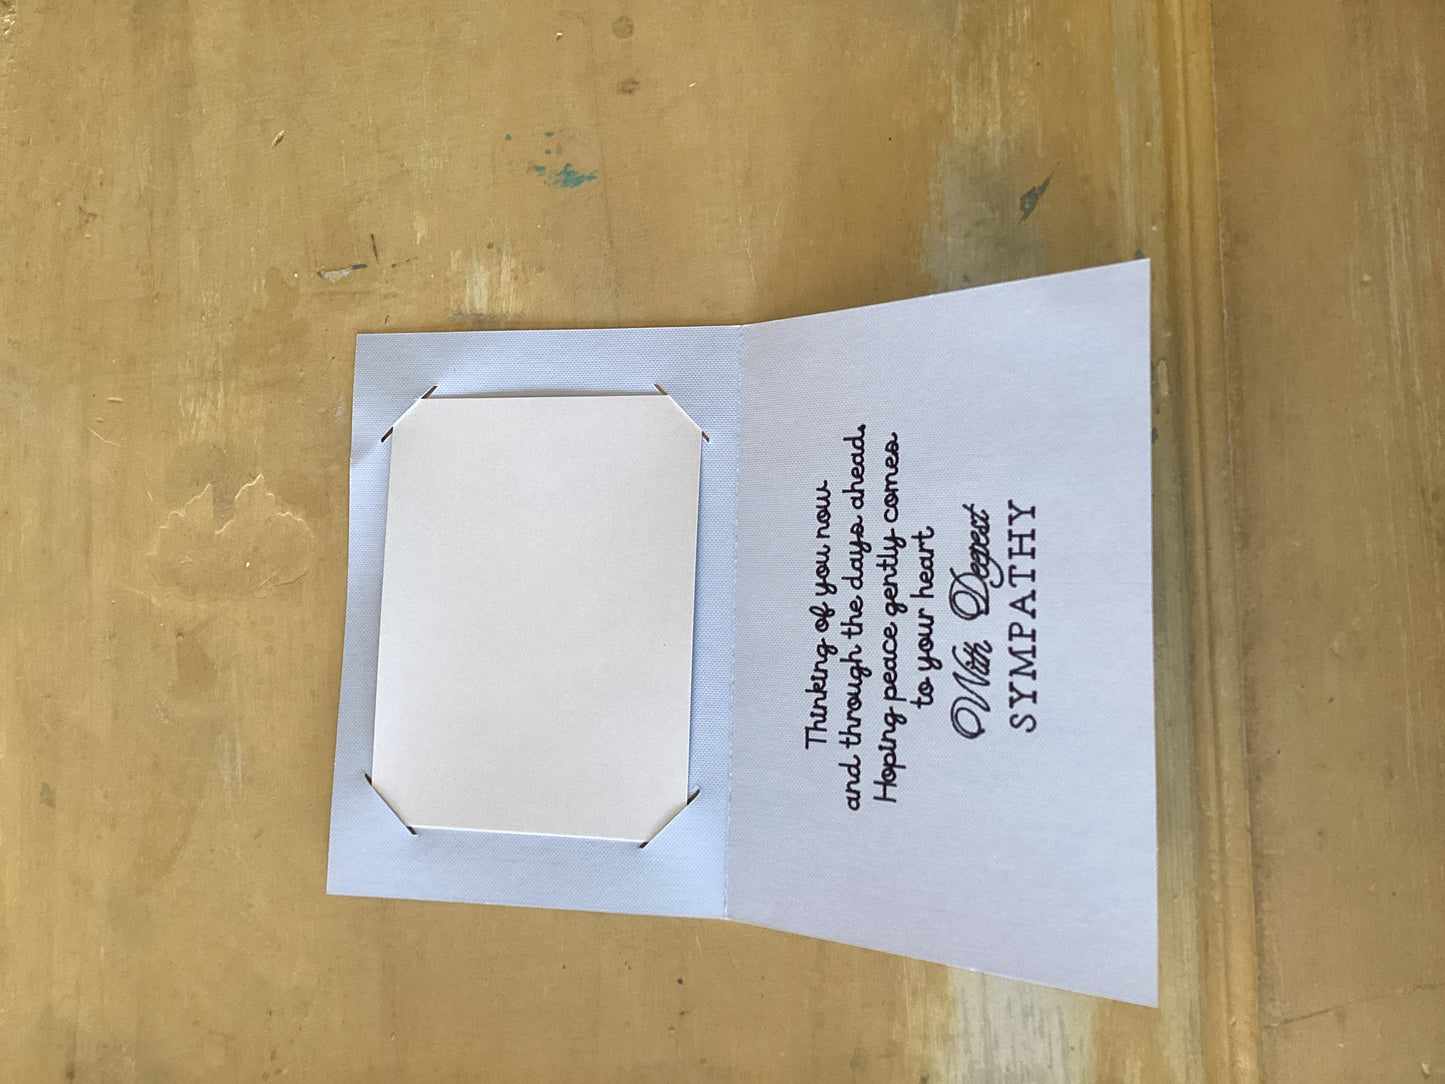 Thinking of you now
and through the days ahead.
Hoping peace gently comes
to your heart
With Deepest
SYMPATHY